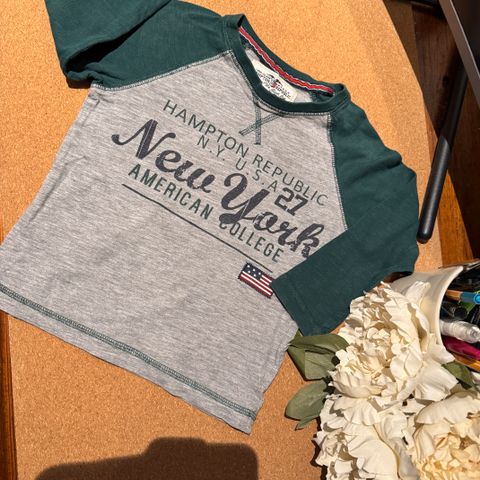 HAMPTON REPUBLIC
N.Y. U.S.A 27
New York
AMERICAN COLLEGE